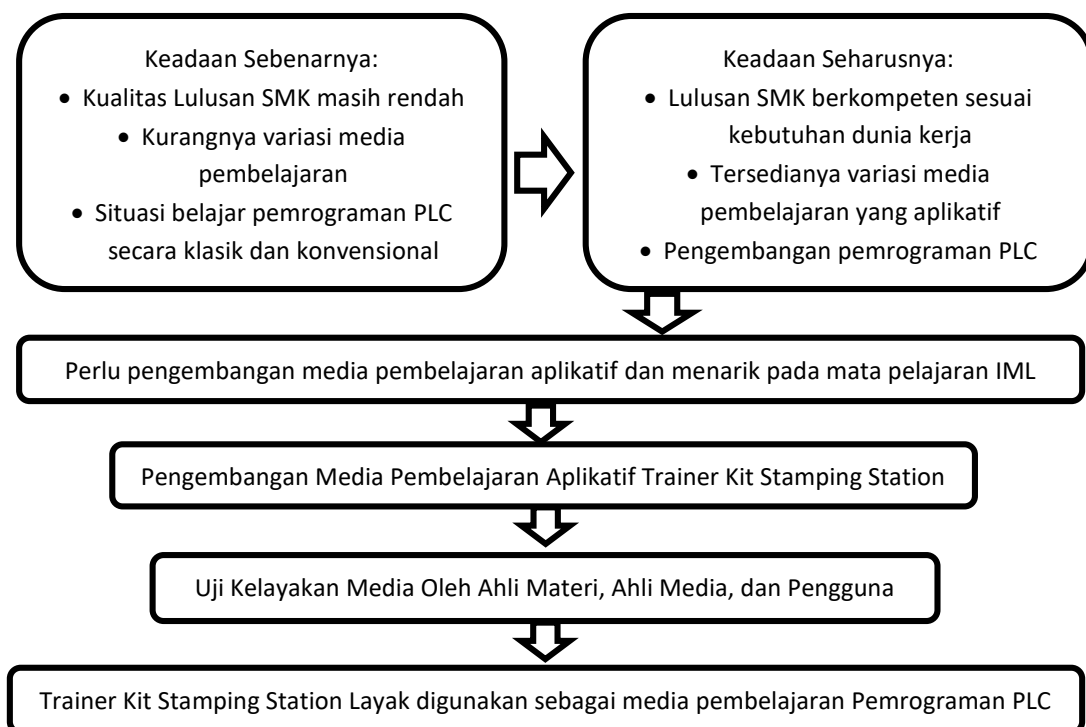 Keadaan Sebenarnya:
• Kualitas Lulusan SMK masih rendah
• Kurangnya variasi media
pembelajaran
• Situasi belajar pemrograman PLC
secara klasik dan konvensional
Keadaan Seharusnya:
• Lulusan SMK berkompeten sesuai
kebutuhan dunia kerja
• Tersedianya variasi media
pembelajaran yang aplikatif
• Pengembangan pemrograman PLC
Perlu pengembangan media pembelajaran aplikatif dan menarik pada mata pelajaran IML
Pengembangan Media Pembelajaran Aplikatif Trainer Kit Stamping Station
Uji Kelayakan Media Oleh Ahli Materi, Ahli Media, dan Pengguna
Trainer Kit Stamping Station Layak digunakan sebagai media pembelajaran Pemrograman PLC